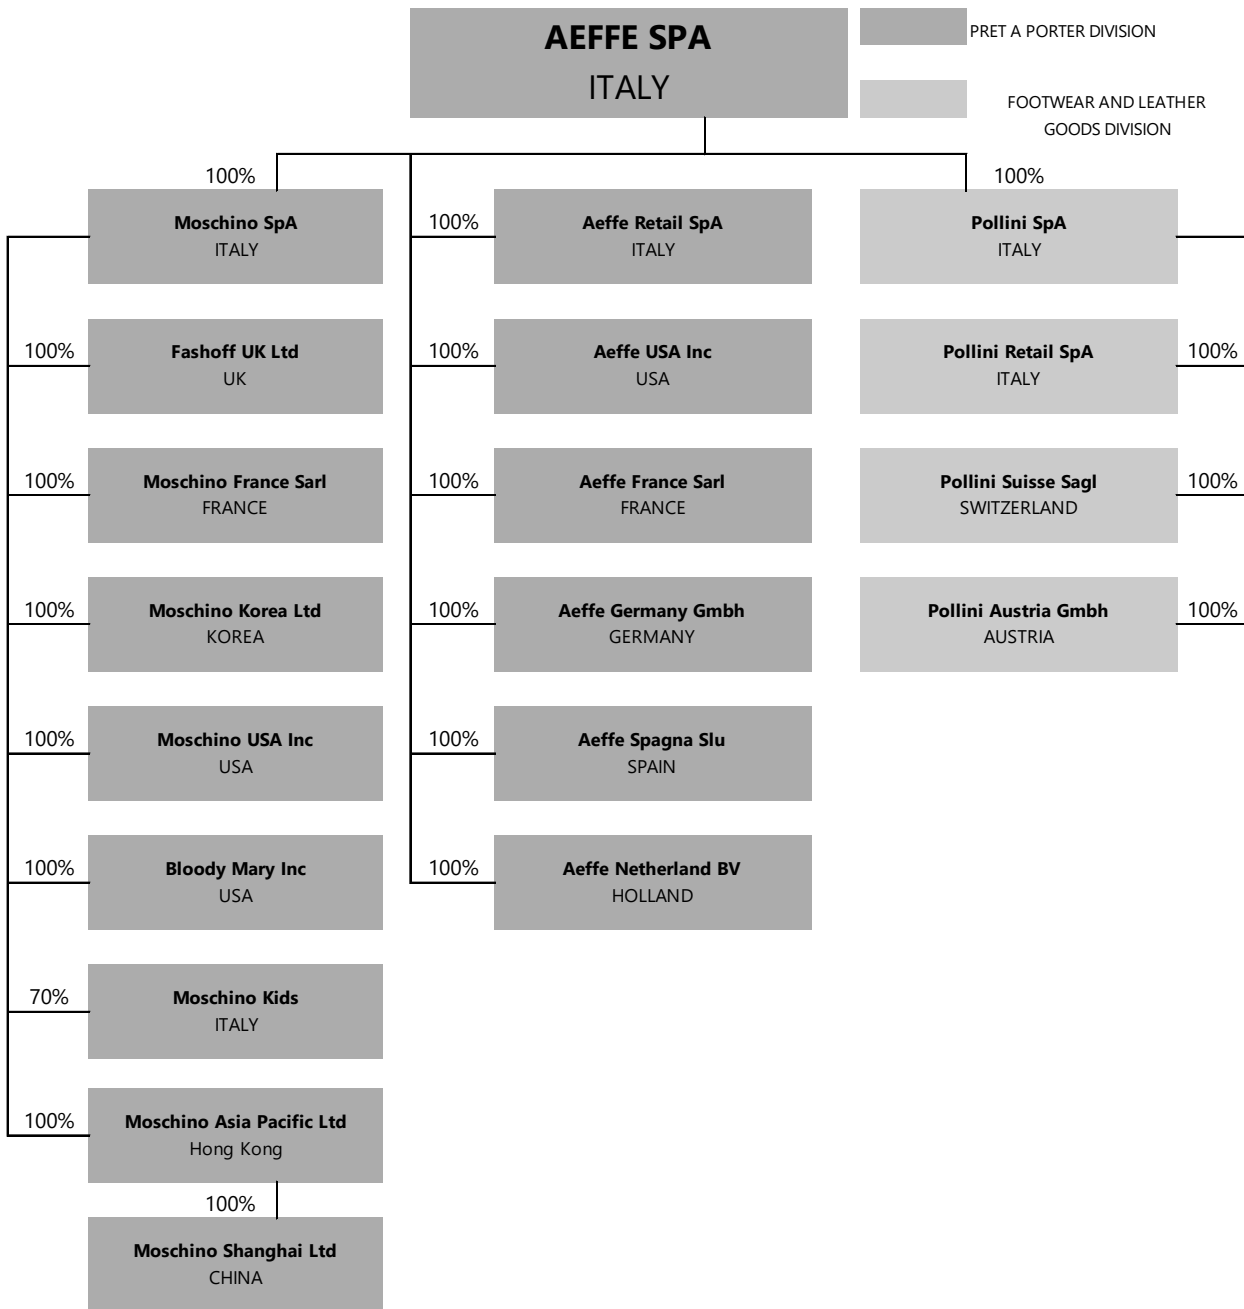 AEFFE SPA
ITALY
PRET A PORTER DIVISION
FOOTWEAR AND LEATHER
GOODS DIVISION
100%
100%
Moschino SpA
ITALY
100%
Aeffe Retail SpA
ITALY
Pollini SpA
ITALY
100%
Fashoff UK Ltd
UK
100%
Aeffe USA Inc
USA
Pollini Retail SpA
ITALY
100%
100%
Moschino France Sarl
FRANCE
100%
Aeffe France Sarl
FRANCE
Pollini Suisse Sagl
SWITZERLAND
100%
100%
Moschino Korea Ltd
KOREA
100%
Aeffe Germany Gmbh
GERMANY
Pollini Austria Gmbh
AUSTRIA
100%
100%
Moschino USA Inc
USA
100%
Aeffe Spagna Slu
SPAIN
100%
Bloody Mary Inc
USA
100%
Aeffe Netherland BV
HOLLAND
70%
Moschino Kids
ITALY
100%
Moschino Asia Pacific Ltd
Hong Kong
100%
Moschino Shanghai Ltd
CHINA